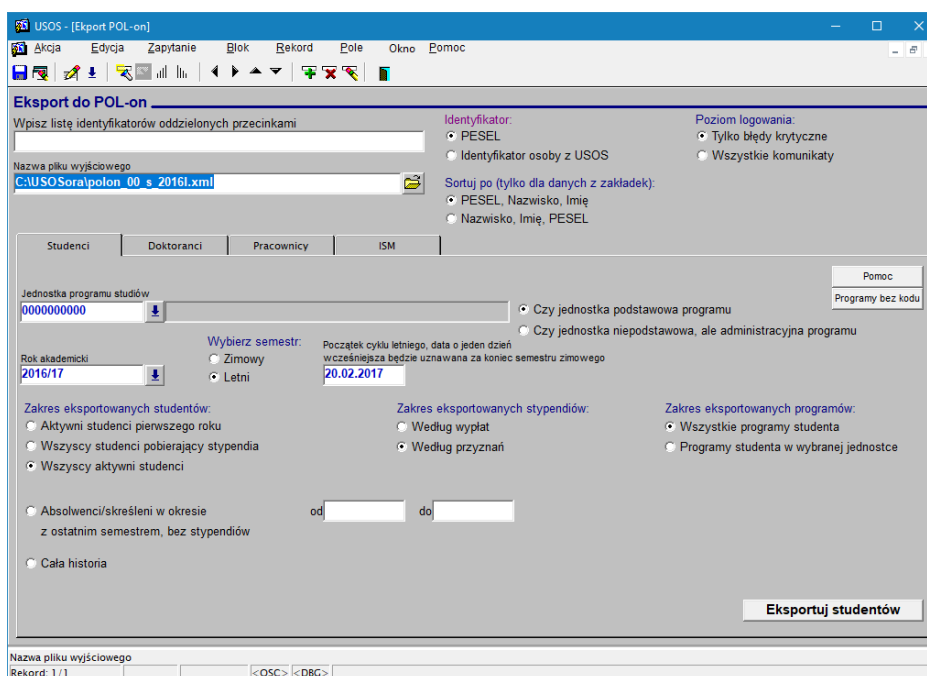 USOS - [Ekport POL-on]
Akcja Edycja Zapytanie Blok Rekord Pole Okno Pomoc
Eksport do POL-on
Wpisz listę identyfikatorów oddzielonych przecinkami
Identyfikator:
PESEL
Identyfikator osoby z USOS
Poziom logowania:
Tylko błędy krytyczne
Wszystkie komunikaty
Nazwa pliku wyjściowego
C:\USOSora\polon_00_s_2016l.xml
Sortuj po (tylko dla danych z zakładek):
PESEL, Nazwisko, Imię
Nazwisko, Imię, PESEL
Studenci Doktoranci Pracownicy ISM
Pomoc
Programy bez kodu
Jednostka programu studiów
0000000000
Czy jednostka podstawowa programu
Czy jednostka niepodstawowa, ale administracyjna programu
Rok akademicki
2016/17
Wybierz semestr:
Zimowy
Letni
Początek cyklu letniego, data o jeden dzień
wcześniejsza będzie uznawana za koniec semestru zimowego
20.02.2017
Zakres eksportowanych studentów:
Aktywni studenci pierwszego roku
Wszyscy studenci pobierający stypendia
Wszyscy aktywni studenci
Zakres eksportowanych stypendiów:
Według wypłat
Według przyznań
Zakres eksportowanych programów:
Wszystkie programy studenta
Programy studenta w wybranej jednostce
Absolwenci/skreśleni w okresie od do
z ostatnim semestrem, bez stypendiów
Cała historia
Eksportuj studentów
Nazwa pliku wyjściowego
Rekord: 1/1 <OSC> <DBG>